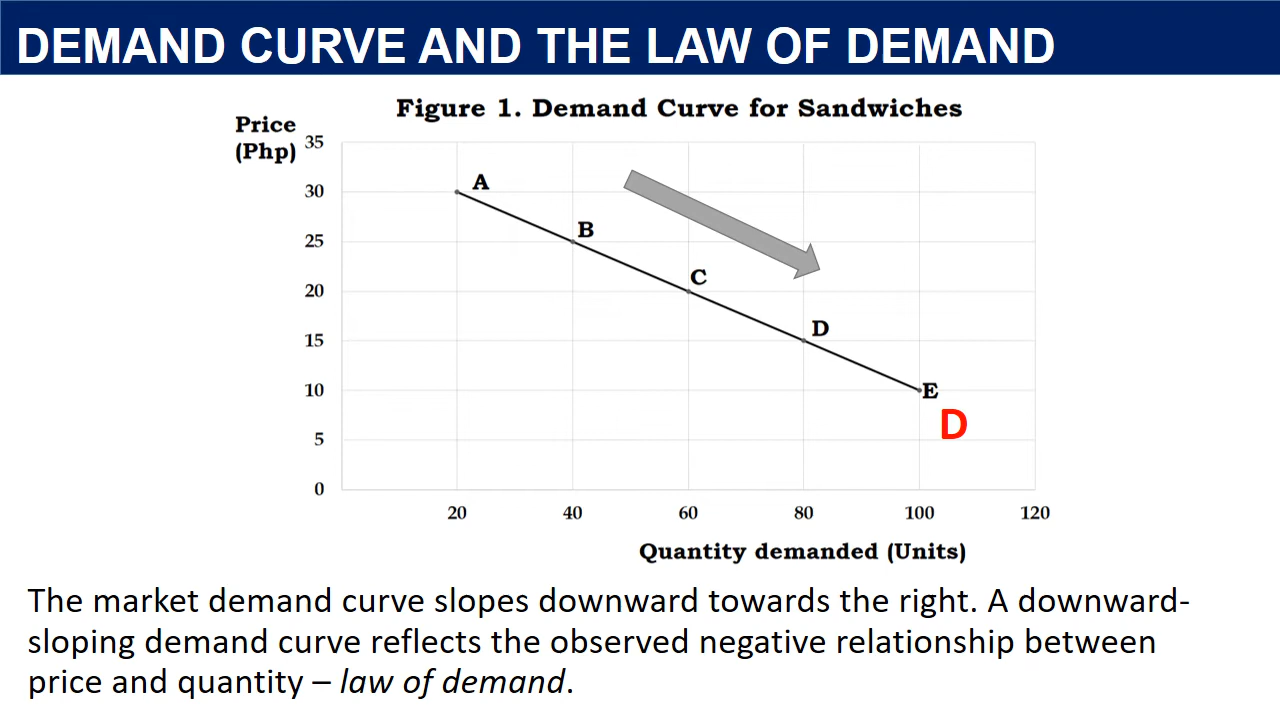 DEMAND CURVE AND THE LAW OF DEMAND
Figure 1. Demand Curve for Sandwiches
Price
(Php)
35
30
25
20
15
10
5
0
A
B
C
D
E
D
20 40 60 80 100 120
Quantity demanded (Units)
The market demand curve slopes downward towards the right. A downward-
sloping demand curve reflects the observed negative relationship between
price and quantity – law of demand.